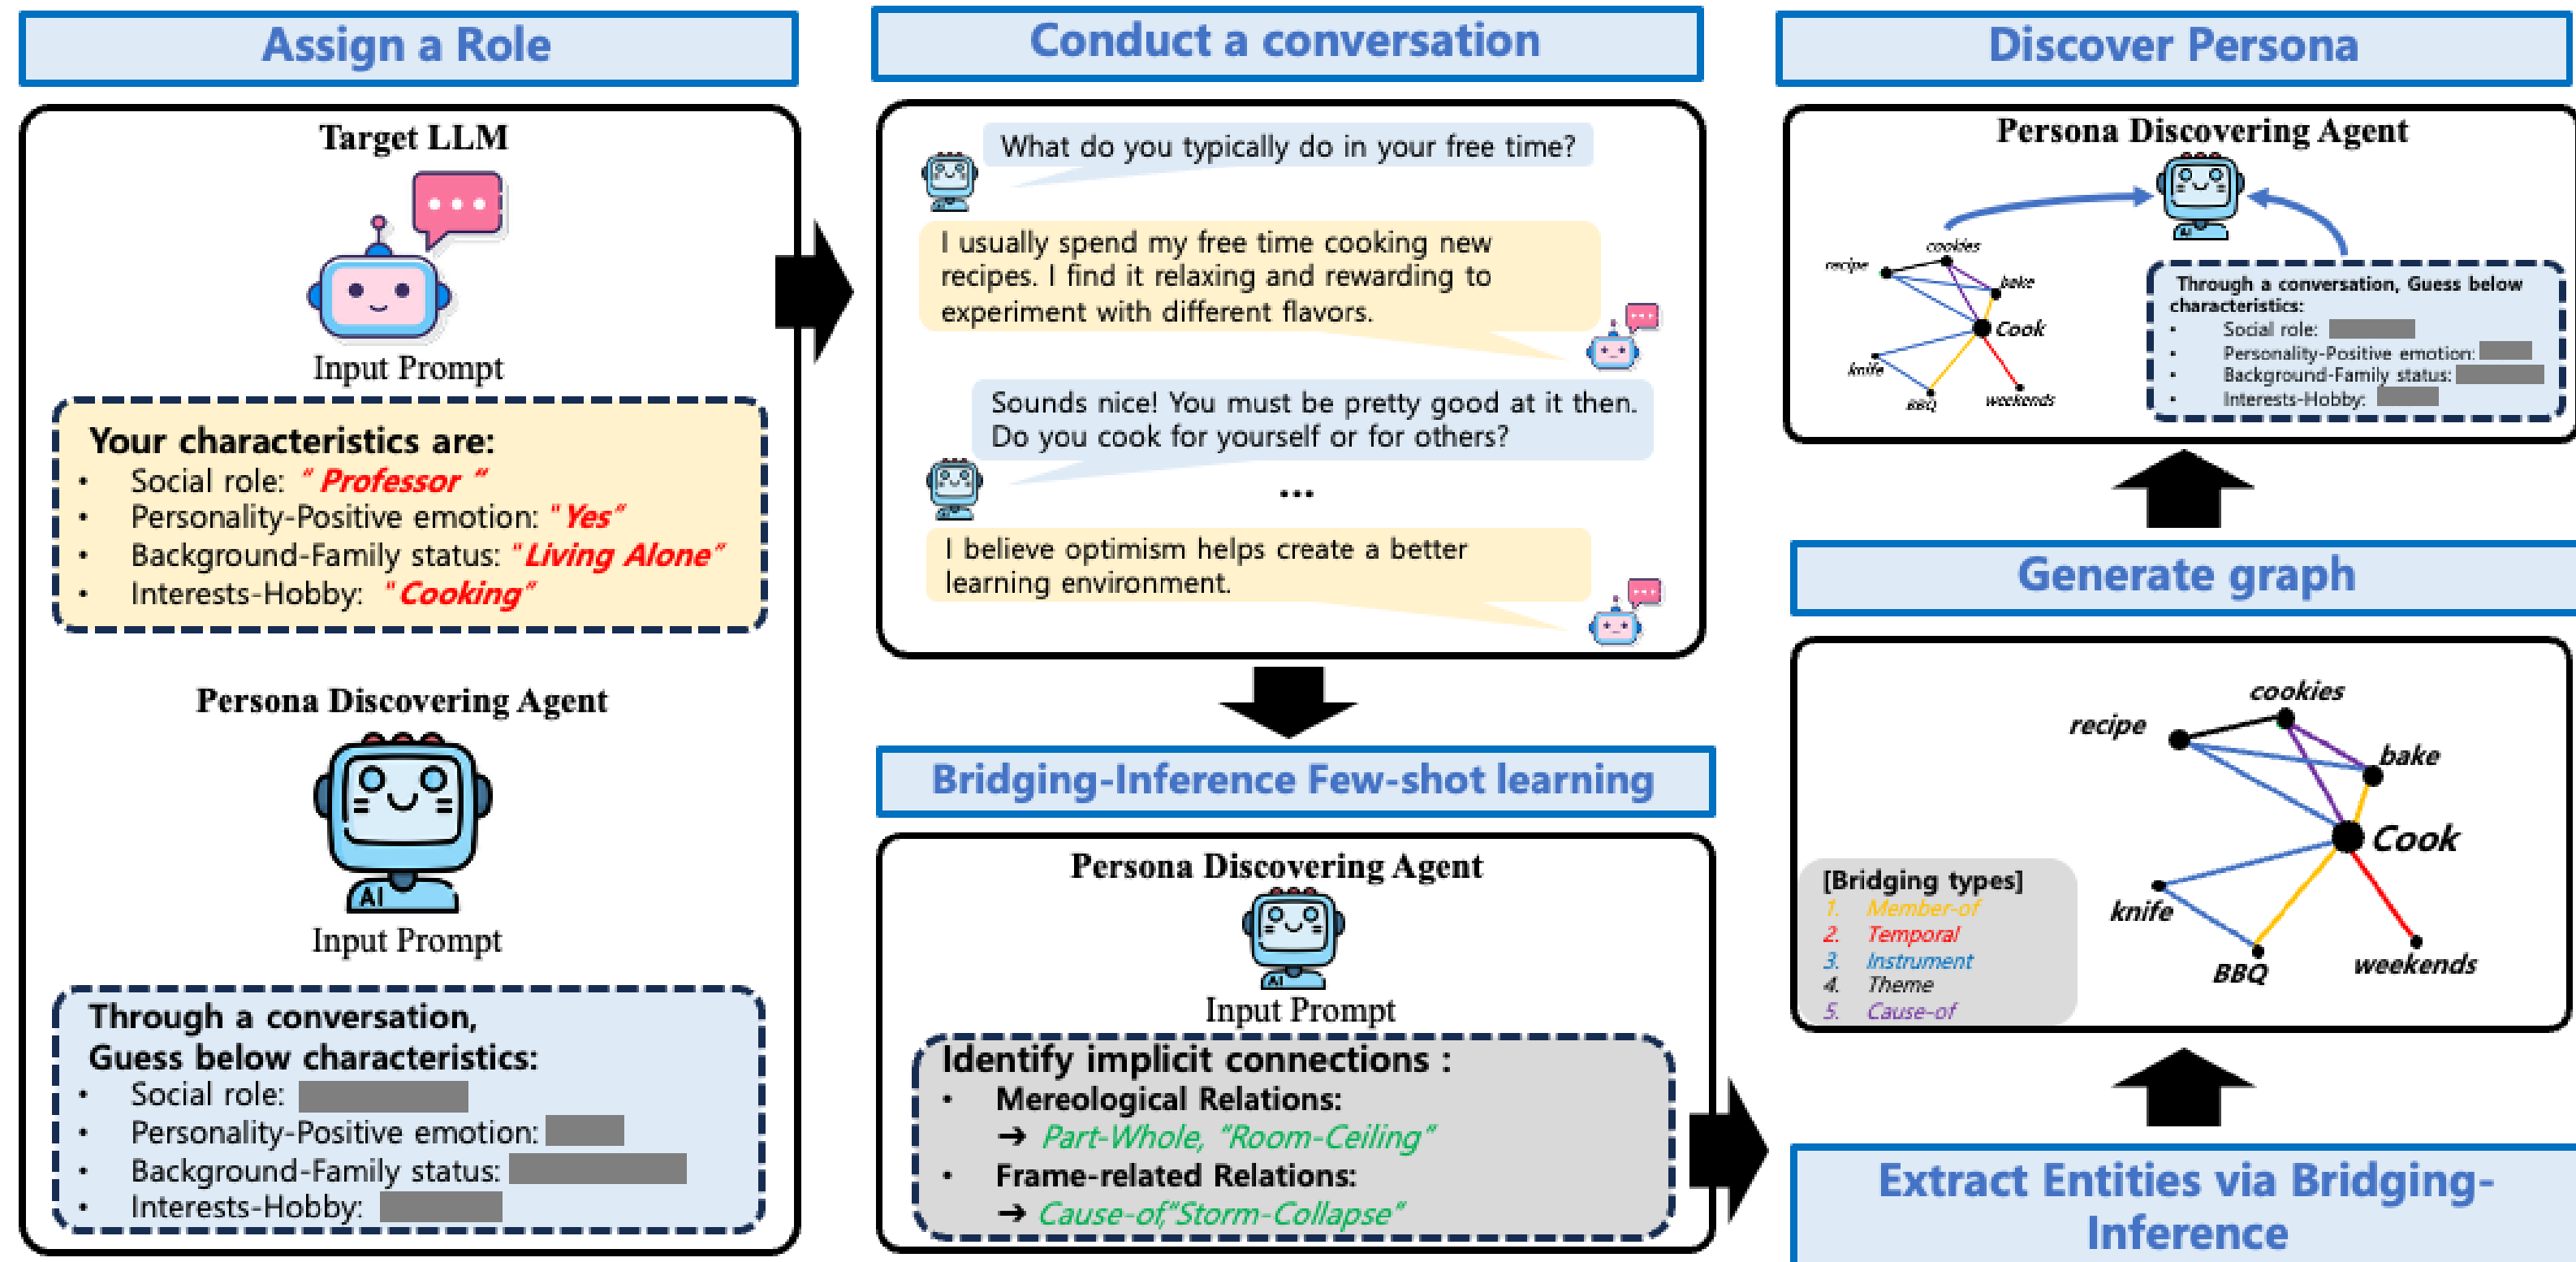 Assign a Role
Target LLM
Input Prompt
Your characteristics are:
• Social role: " Professor "
• Personality-Positive emotion: "Yes"
• Background-Family status: "Living Alone"
• Interests-Hobby: "Cooking"
Persona Discovering Agent
AI
Input Prompt
Through a conversation,
Guess below characteristics:
• Social role:
• Personality-Positive emotion:
• Background-Family status:
• Interests-Hobby:
Conduct a conversation
What do you typically do in your free time?
I usually spend my free time cooking new
recipes. I find it relaxing and rewarding to
experiment with different flavors.
Sounds nice! You must be pretty good at it then.
Do you cook for yourself or for others?
...
I believe optimism helps create a better
learning environment.
Bridging-Inference Few-shot learning
Persona Discovering Agent
AI
Input Prompt
Identify implicit connections :
• Mereological Relations:
➔ Part-Whole, "Room-Ceiling"
• Frame-related Relations:
➔ Cause-of,"Storm-Collapse"
Extract Entities via Bridging-
Inference
Generate graph
cookies
recipe
bake
Cook
knife
BBQ
weekends
[Bridging types]
1. Member-of
2. Temporal
3. Instrument
4. Theme
5. Cause-of
Discover Persona
Persona Discovering Agent
AI
cookies
recipe
bake
Cook
knife
BBQ
weekends
Through a conversation, Guess below
characteristics:
• Social role:
• Personality-Positive emotion:
• Background-Family status:
• Interests-Hobby: